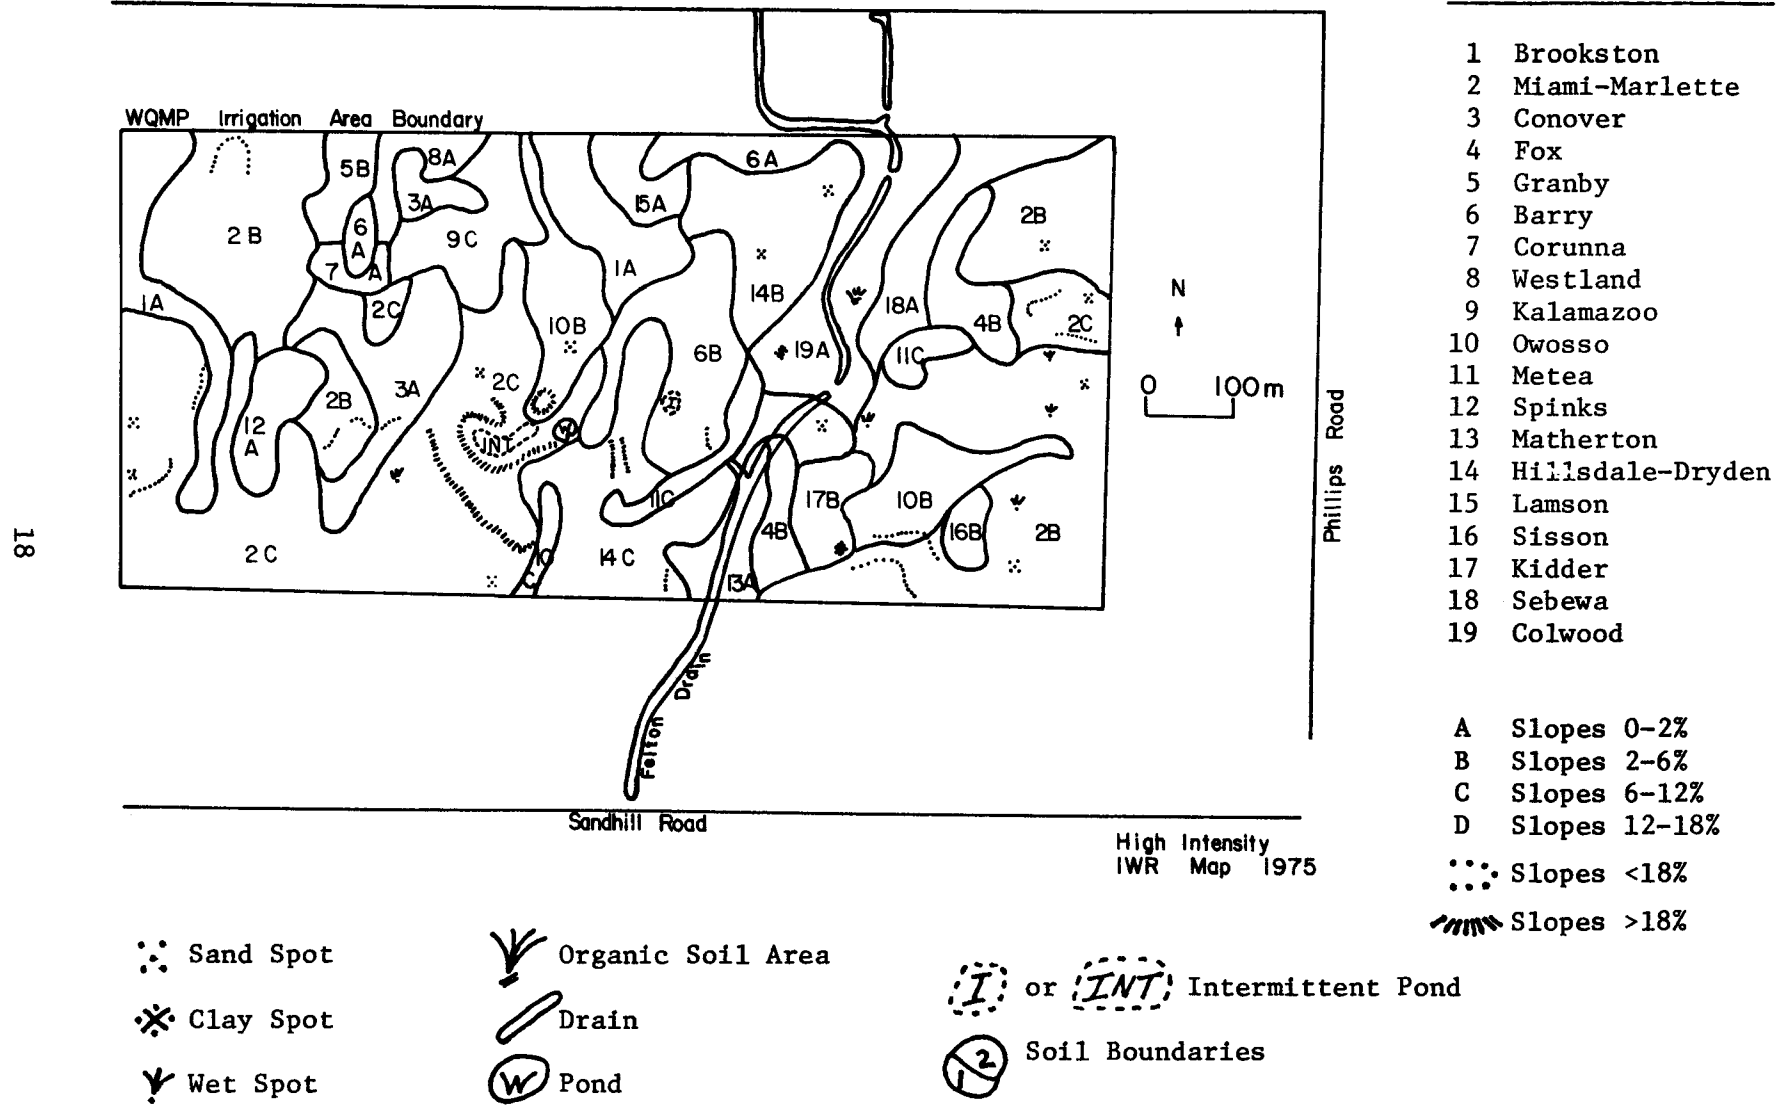 WQMP Irrigation Area Boundary
8A
5B
6A
3A
15A
2B
6
A
9C
2B
7
A
1A
1A
2C
14B
18A
4B
2C
10B
19A
11C
6B
2C
3A
2B
12
A
INT
W
I
11C
17B
10B
4B
16B
2B
2C
10
C
14C
13A
N
0 100m
Felton Drain
Phillips Road
Sandhill Road
High Intensity
IWR Map 1975
18
1 Brookston
2 Miami-Marlette
3 Conover
4 Fox
5 Granby
6 Barry
7 Corunna
8 Westland
9 Kalamazoo
10 Owosso
11 Metea
12 Spinks
13 Matherton
14 Hillsdale-Dryden
15 Lamson
16 Sisson
17 Kidder
18 Sebewa
19 Colwood
A Slopes 0-2%
B Slopes 2-6%
C Slopes 6-12%
D Slopes 12-18%
Slopes <18%
Slopes >18%
Sand Spot
Clay Spot
Wet Spot
Organic Soil Area
Drain
W Pond
I or INT Intermittent Pond
1 2 Soil Boundaries